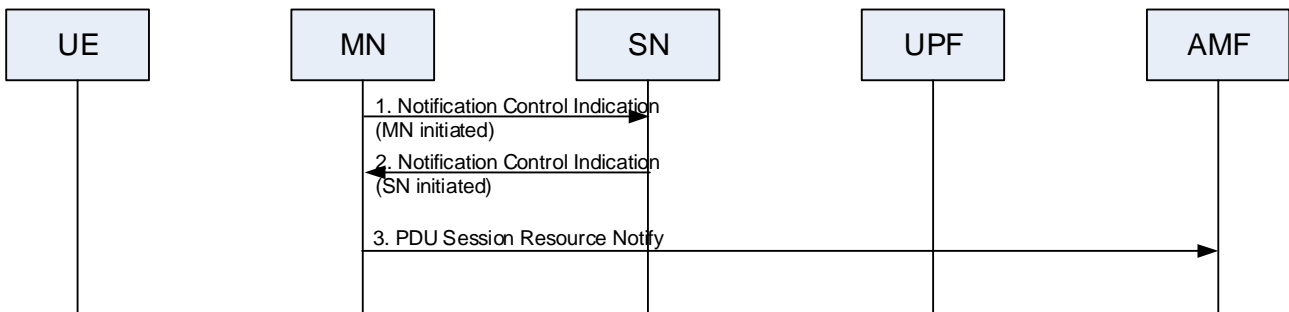 UE
MN
SN
UPF
AMF
1. Notification Control Indication
(MN initiated)
2. Notification Control Indication
(SN initiated)
3. PDU Session Resource Notify